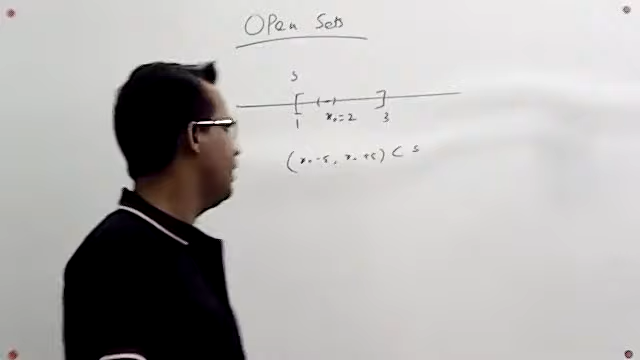 Open Sets
S
[ ( ) ]
1 x₀=2 3
(x₀-δ, x₀+δ) ⊂ S